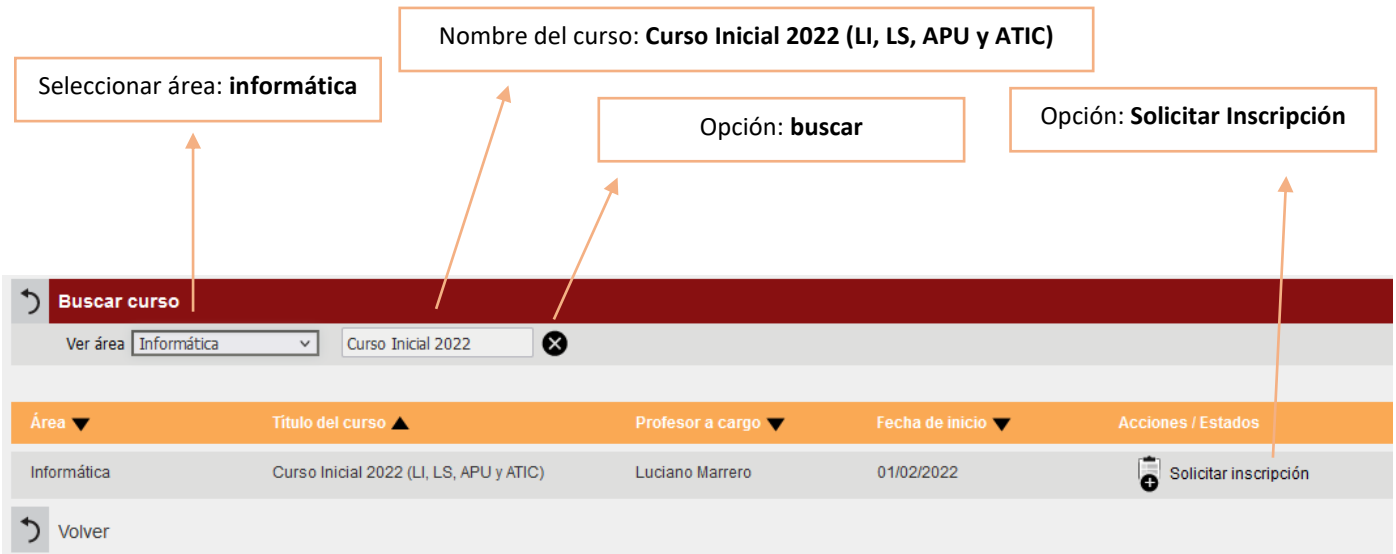 Nombre del curso: Curso Inicial 2022 (LI, LS, APU y ATIC)
Seleccionar área: informática
Opción: buscar
Opción: Solicitar Inscripción
Buscar curso
Ver área Informática Curso Inicial 2022
Área Título del curso Profesor a cargo Fecha de inicio Acciones / Estados
Informática Curso Inicial 2022 (LI, LS, APU y ATIC) Luciano Marrero 01/02/2022 Solicitar inscripción
Volver